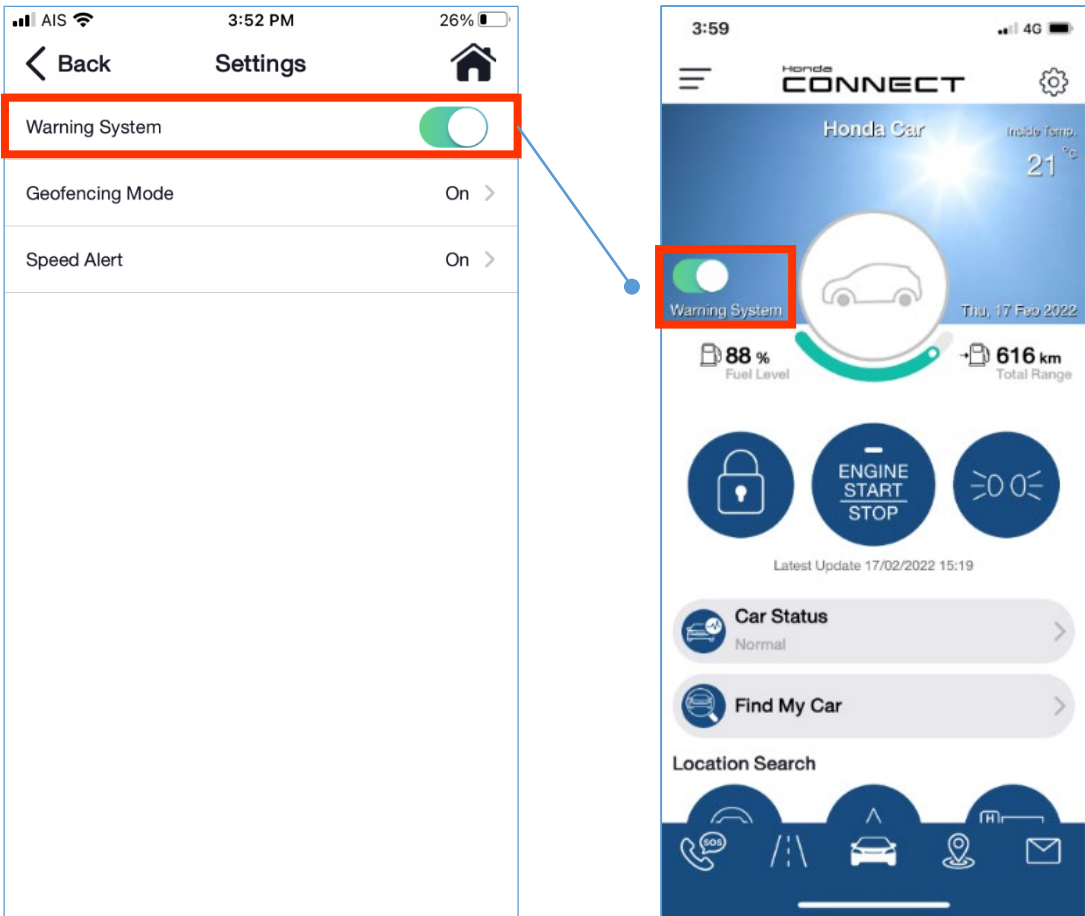 AIS 3:52 PM 26%
Back Settings
Warning System
Geofencing Mode On
Speed Alert On
3:59 4G
Honda
CONNECT
Honda Car
Inside Temp.
21 °C
Warning System
Thu, 17 Feb 2022
88 %
Fuel Level
616 km
Total Range
ENGINE
START
STOP
Latest Update 17/02/2022 15:19
Car Status
Normal
Find My Car
Location Search
H
SOS